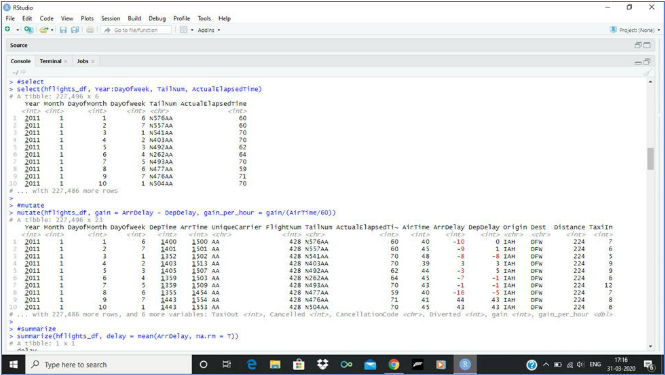 RStudio
File Edit Code View Plots Session Build Debug Profile Tools Help
Go to file/function Addins Project: (None)
Source
Console Terminal Jobs
~/
> #select
> select(hflights_df, Year:DayOfWeek, TailNum, ActualElapsedTime)
# A tibble: 227,496 x 6
Year Month DayofMonth DayOfWeek TailNum ActualElapsedTime
<int> <int> <int> <int> <chr> <int>
1 2011 1 1 6 N576AA 60
2 2011 1 2 7 N557AA 60
3 2011 1 3 1 N541AA 70
4 2011 1 4 2 N403AA 70
5 2011 1 5 3 N492AA 62
6 2011 1 6 4 N262AA 64
7 2011 1 7 5 N493AA 70
8 2011 1 8 6 N477AA 59
9 2011 1 9 7 N476AA 71
10 2011 1 10 1 N504AA 70
# ... with 227,486 more rows
>
> #mutate
> mutate(hflights_df, gain = ArrDelay - DepDelay, gain_per_hour = gain/(AirTime/60))
# A tibble: 227,496 x 23
Year Month DayofMonth DayOfWeek DepTime ArrTime UniqueCarrier FlightNum TailNum ActualElapsedTi~ AirTime ArrDelay DepDelay Origin Dest Distance TaxiIn
<int> <int> <int> <int> <int> <int> <chr> <int> <chr> <int> <int> <int> <int> <chr> <chr> <int> <int>
1 2011 1 1 6 1400 1500 AA 428 N576AA 60 40 -10 0 IAH DFW 224 7
2 2011 1 2 7 1401 1501 AA 428 N557AA 60 45 -9 1 IAH DFW 224 6
3 2011 1 3 1 1352 1502 AA 428 N541AA 70 48 -8 -8 IAH DFW 224 5
4 2011 1 4 2 1403 1513 AA 428 N403AA 70 39 3 3 IAH DFW 224 9
5 2011 1 5 3 1405 1507 AA 428 N492AA 62 44 -3 5 IAH DFW 224 9
6 2011 1 6 4 1359 1503 AA 428 N262AA 64 45 -7 -1 IAH DFW 224 6
7 2011 1 7 5 1359 1509 AA 428 N493AA 70 43 -1 -1 IAH DFW 224 12
8 2011 1 8 6 1355 1454 AA 428 N477AA 59 40 -16 -5 IAH DFW 224 7
9 2011 1 9 7 1443 1554 AA 428 N476AA 71 41 44 43 IAH DFW 224 8
10 2011 1 10 1 1443 1553 AA 428 N504AA 70 45 43 43 IAH DFW 224 6
# ... with 227,486 more rows, and 6 more variables: TaxiOut <int>, Cancelled <int>, CancellationCode <chr>, Diverted <int>, gain <int>, gain_per_hour <dbl>
>
> #summarize
> summarize(hflights_df, delay = mean(ArrDelay, na.rm = T))
# A tibble: 1 x 1
delay
Type here to search
ENG
17:16
31-03-2020